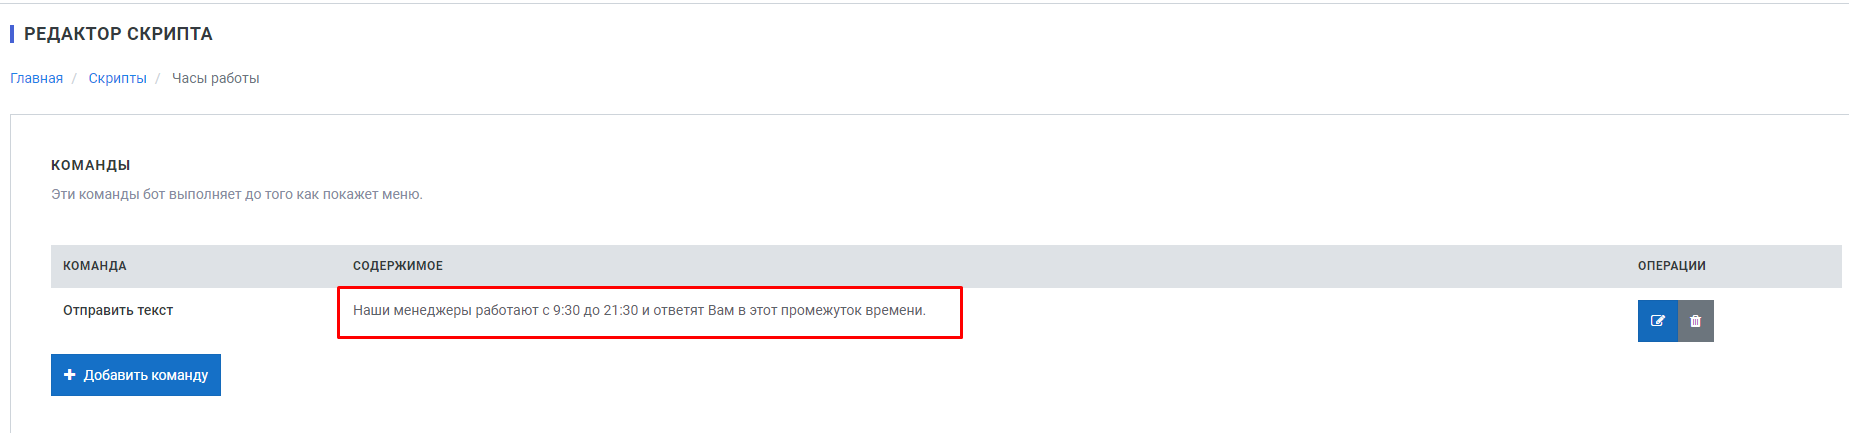 РЕДАКТОР СКРИПТА
Главная / Скрипты / Часы работы
КОМАНДЫ
Эти команды бот выполняет до того как покажет меню.
КОМАНДА СОДЕРЖИМОЕ ОПЕРАЦИИ
Отправить текст Наши менеджеры работают с 9:30 до 21:30 и ответят Вам в этот промежуток времени.
+ Добавить команду